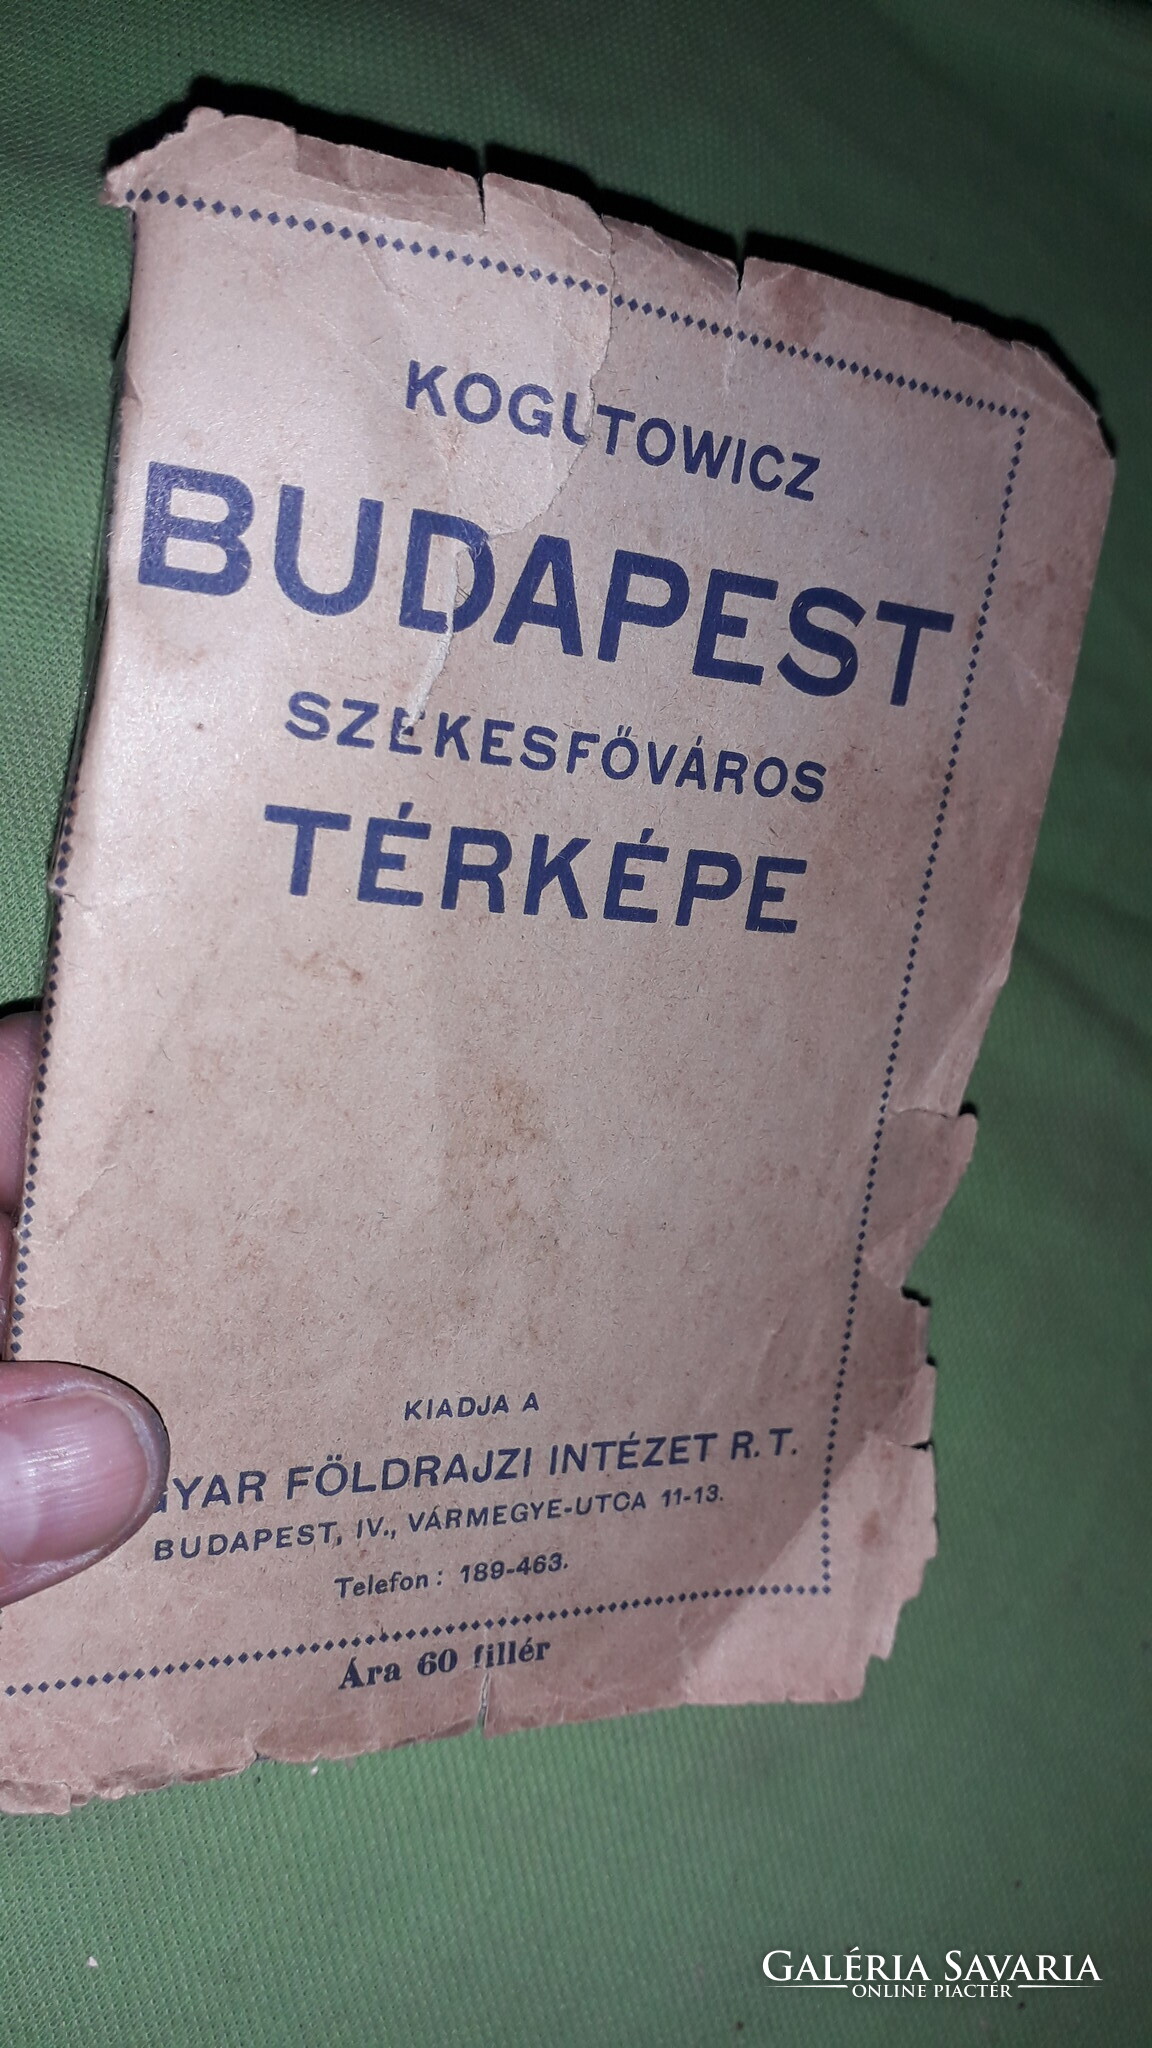 KOGUTOWICZ
BUDAPEST
SZÉKESFŐVÁROS
TÉRKÉPE
KIADJA A
GYAR FÖLDRAJZI INTÉZET R. T.
BUDAPEST, IV., VÁRMEGYE-UTCA 11-13.
Telefon: 189-463.
Ára 60 fillér
GALÉRIA SAVARIA
ONLINE PIACTÉR